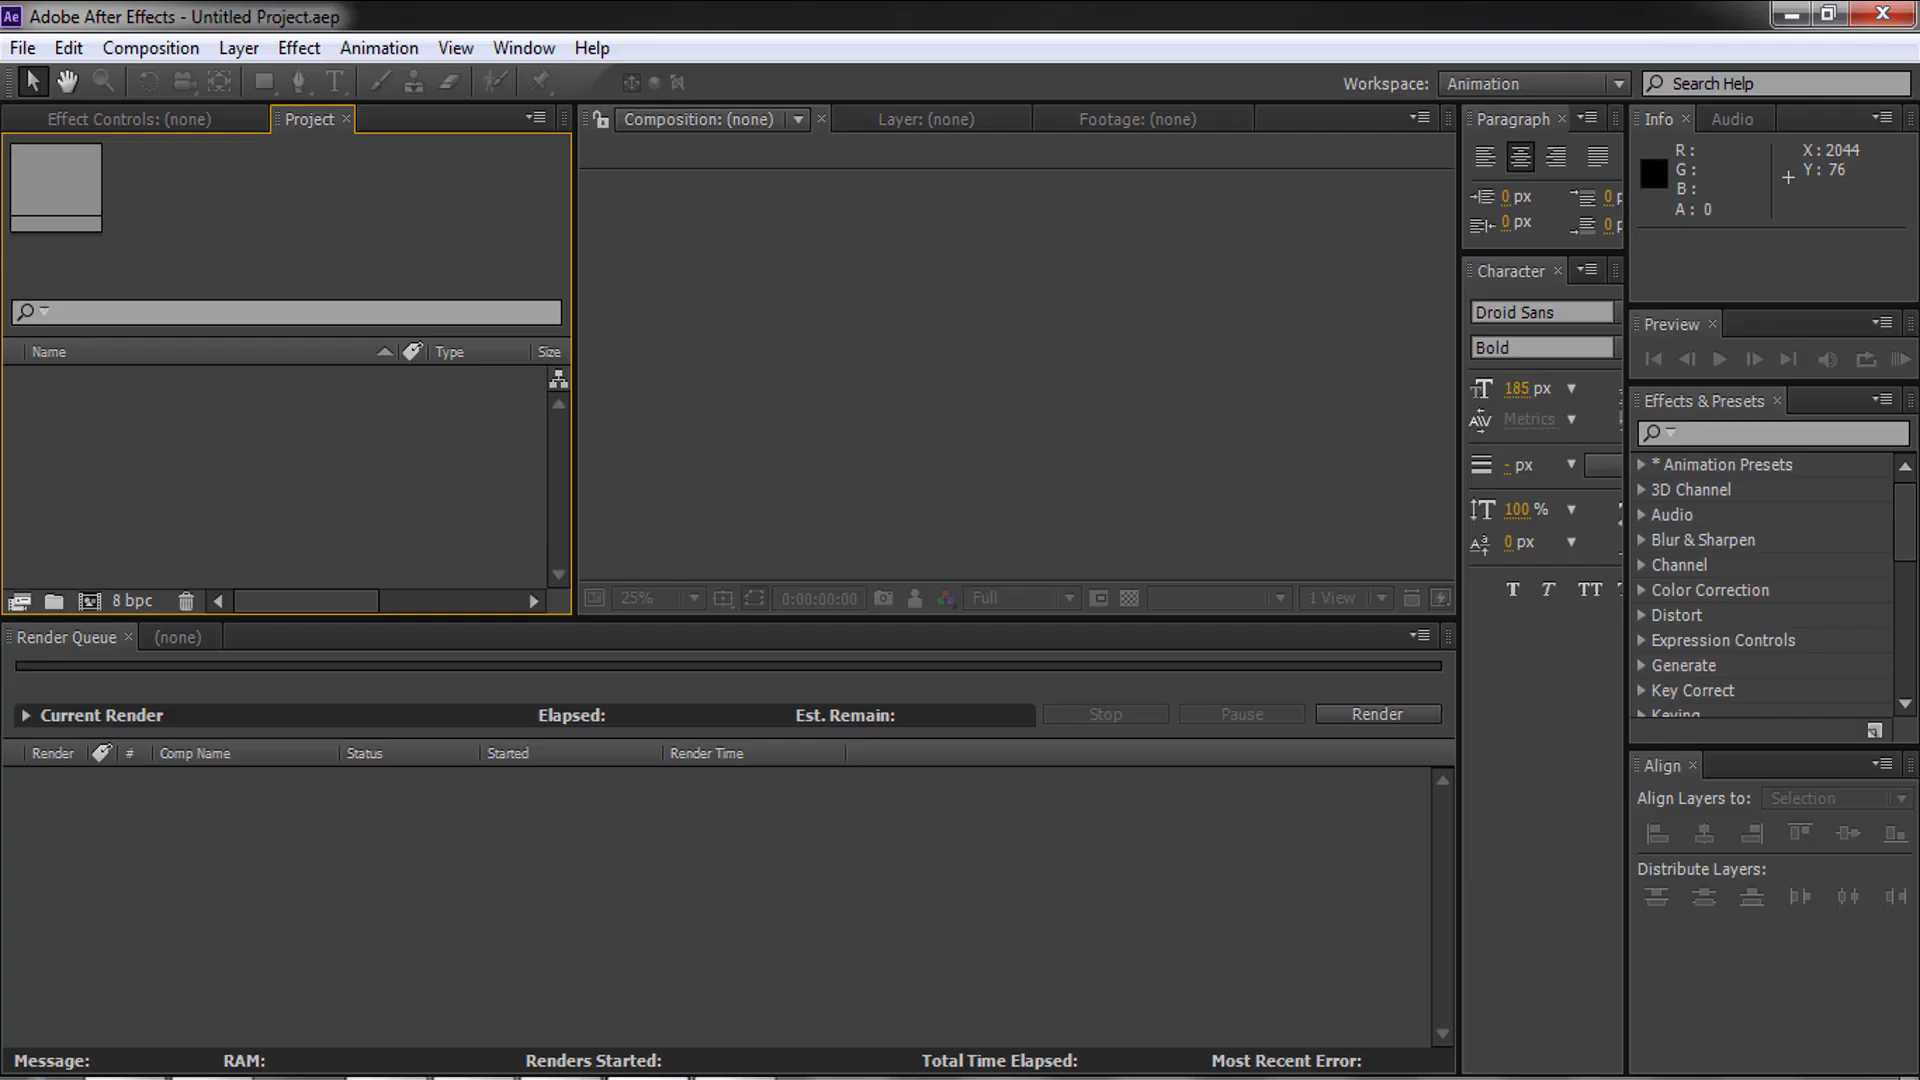 Ae Adobe After Effects - Untitled Project.aep
File Edit Composition Layer Effect Animation View Window Help
Workspace: Animation Search Help
Effect Controls: (none) Project
Composition: (none) Layer: (none) Footage: (none)
Paragraph
0 px
0 px
Info Audio
R:
G:
B:
A: 0
X: 2044
Y: 76
Name Type Size
8 bpc
25% 0:00:00:00 Full 1 View
Character
Droid Sans
Bold
185 px
Metrics
- px
100 %
0 px
T T TT
Preview
Effects & Presets
* Animation Presets
3D Channel
Audio
Blur & Sharpen
Channel
Color Correction
Distort
Expression Controls
Generate
Key Correct
Keying
Render Queue (none)
Current Render Elapsed: Est. Remain: Stop Pause Render
Render # Comp Name Status Started Render Time
Align
Align Layers to: Selection
Distribute Layers:
Message: RAM: Renders Started: Total Time Elapsed: Most Recent Error: